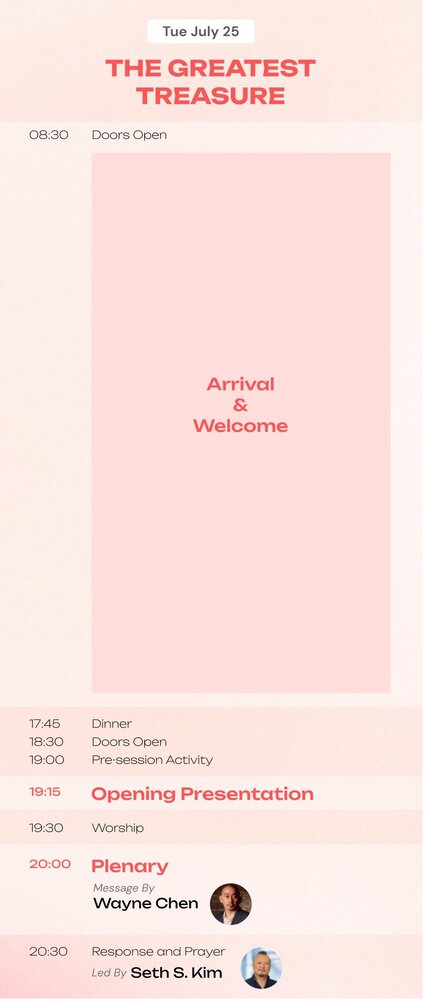 Tue July 25
THE GREATEST
TREASURE
08:30 Doors Open
Arrival
&
Welcome
17:45 Dinner
18:30 Doors Open
19:00 Pre-session Activity
19:15 Opening Presentation
19:30 Worship
20:00 Plenary
Message By
Wayne Chen
20:30 Response and Prayer
Led By Seth S. Kim